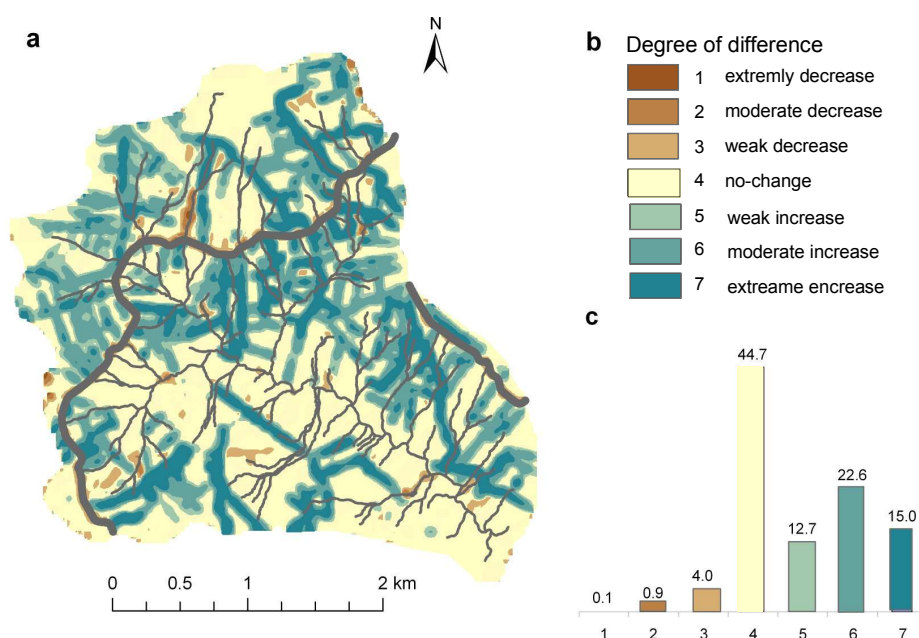 a
N
0 0.5 1 2 km
b Degree of difference
1 extremly decrease
2 moderate decrease
3 weak decrease
4 no-change
5 weak increase
6 moderate increase
7 extreame encrease
c
44.7
22.6
15.0
12.7
4.0
0.9
0.1
1 2 3 4 5 6 7